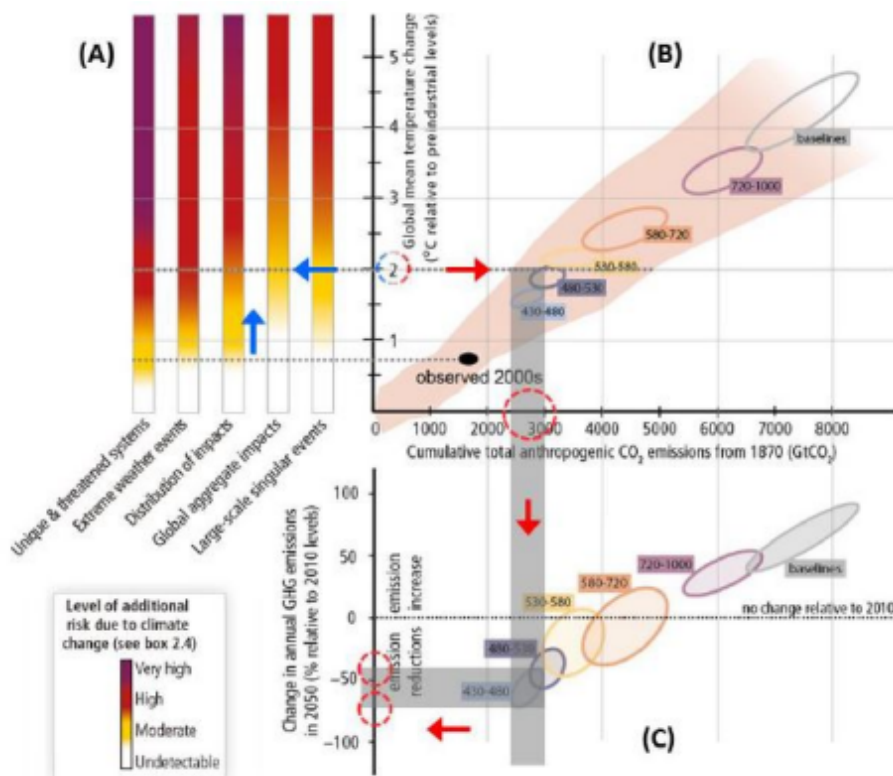 (A)
(B)
Global mean temperature change
(°C relative to preindustrial levels)
5
4
3
2
1
baselines
720-1000
580-720
530-580
480-530
430-480
observed 2000s
0
1000
2000
3000
4000
5000
6000
7000
8000
Cumulative total anthropogenic CO₂ emissions from 1870 (GtCO₂)
Unique & threatened systems
Extreme weather events
Distribution of Impacts
Global aggregate impacts
Large-scale singular events
Level of additional
risk due to climate
change (see box 2.4)
Very high
High
Moderate
Undetectable
Change in annual GHG emissions
in 2050 (% relative to 2010 levels)
100
50
0
−50
−100
emission
increase
emission
reductions
baselines
720-1000
580-720
530-580
480-530
430-480
no change relative to 2010
(C)